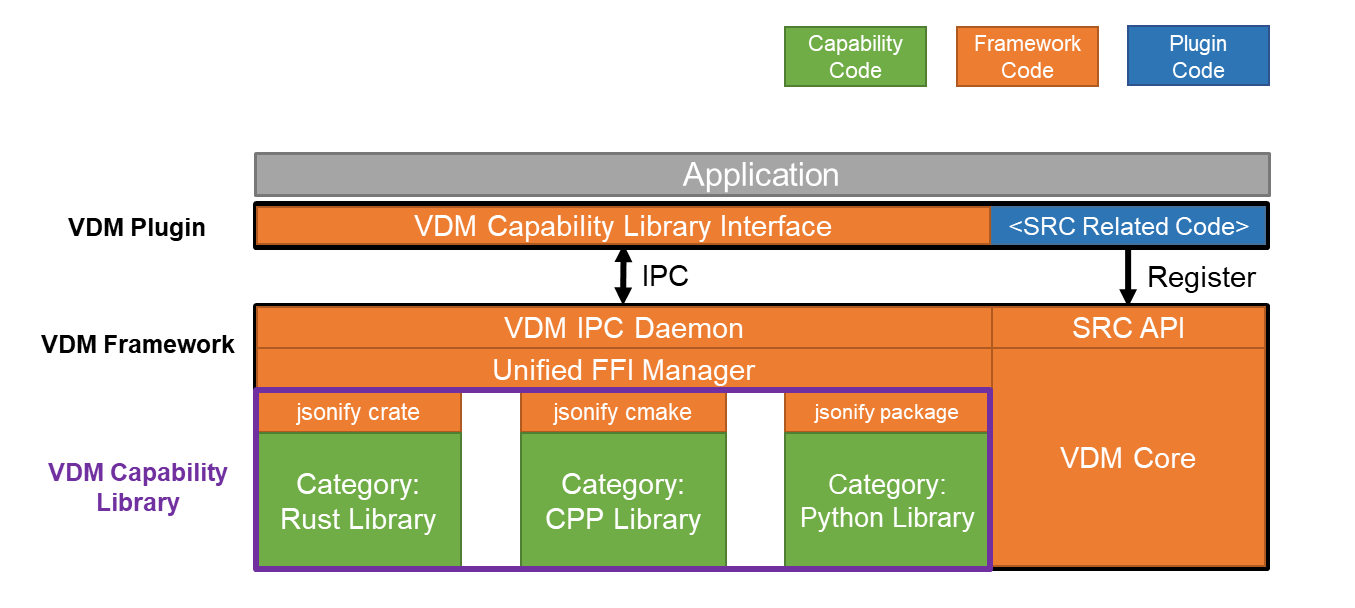 Capability
Code
Framework
Code
Plugin
Code
Application
VDM Plugin
VDM Capability Library Interface
<SRC Related Code>
IPC
Register
VDM Framework
VDM IPC Daemon
SRC API
Unified FFI Manager
jsonify crate
jsonify cmake
jsonify package
VDM Core
VDM Capability
Library
Category:
Rust Library
Category:
CPP Library
Category:
Python Library